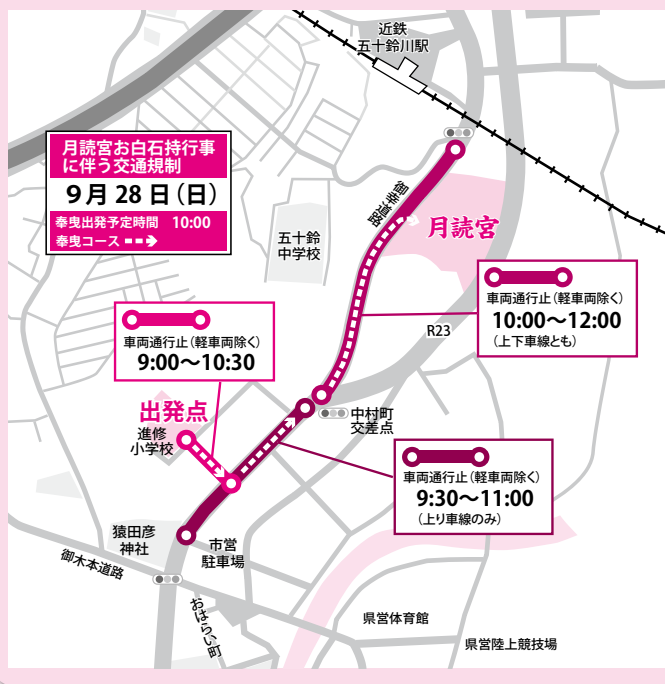 近鉄
五十鈴川駅
月読宮お白石持行事
に伴う交通規制
9月28日(日)
奉曳出発予定時間 10:00
奉曳コース
御幸道路
月読宮
五十鈴
中学校
車両通行止(軽車両除く)
10:00〜12:00
(上下車線とも)
R23
車両通行止(軽車両除く)
9:00〜10:30
出発点
進修
小学校
中村町
交差点
車両通行止(軽車両除く)
9:30〜11:00
(上り車線のみ)
猿田彦
神社
市営
駐車場
御木本道路
おはらい町
県営体育館
県営陸上競技場